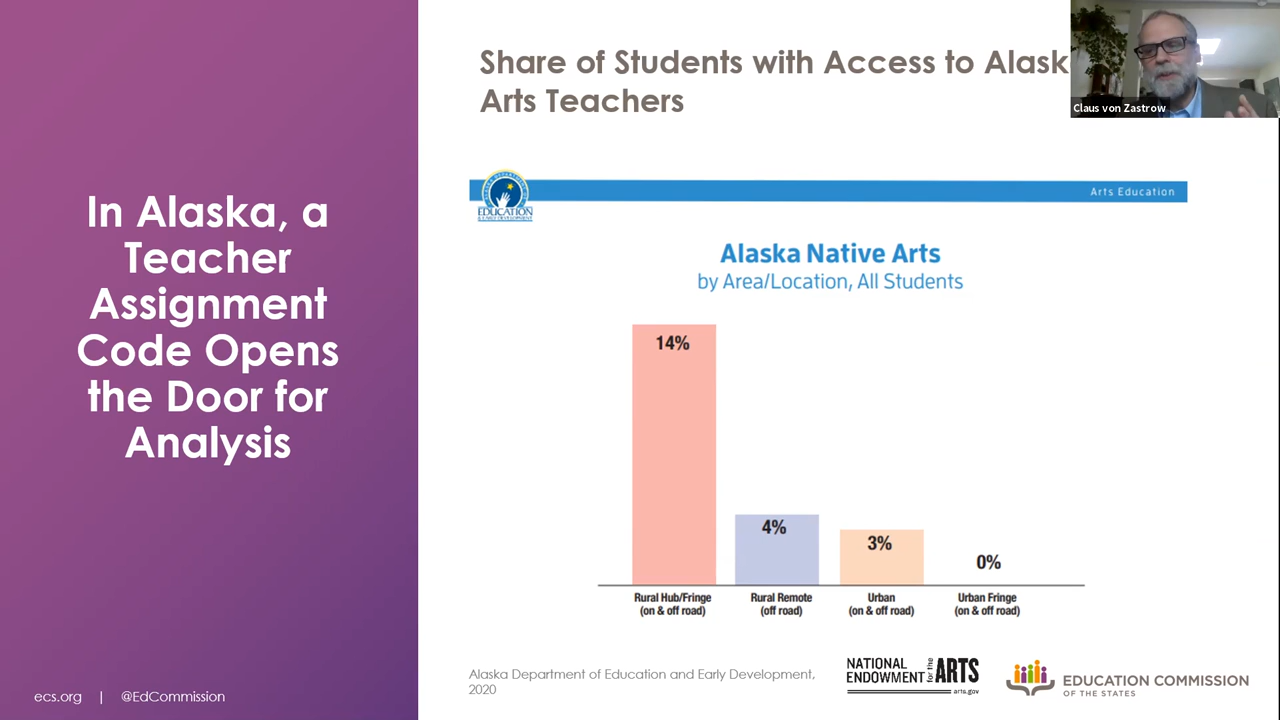 In Alaska, a
Teacher
Assignment
Code Opens
the Door for
Analysis
ecs.org | @EdCommission
Share of Students with Access to Alask
Arts Teachers
Claus von Zastrow
EDUCATION
& EARLY DEVELOPMENT
Arts Education
Alaska Native Arts
by Area/Location, All Students
14%
4%
3%
0%
Rural Hub/Fringe
(on & off road)
Rural Remote
(off road)
Urban
(on & off road)
Urban Fringe
(on & off road)
Alaska Department of Education and Early Development,
2020
NATIONAL
ENDOWMENT for the ARTS
arts.gov
EDUCATION COMMISSION
OF THE STATES